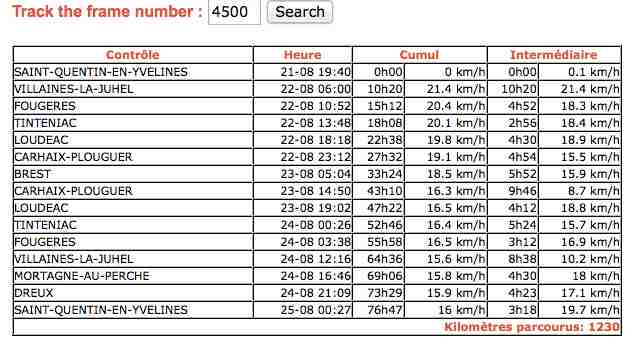 Track the frame number : 4500 Search
Contrôle Heure Cumul Intermédiaire
SAINT-QUENTIN-EN-YVELINES 21-08 19:40 0h00 0 km/h 0h00 0.1 km/h
VILLAINES-LA-JUHEL 22-08 06:00 10h20 21.4 km/h 10h20 21.4 km/h
FOUGERES 22-08 10:52 15h12 20.4 km/h 4h52 18.3 km/h
TINTENIAC 22-08 13:48 18h08 20.1 km/h 2h56 18.4 km/h
LOUDEAC 22-08 18:18 22h38 19.8 km/h 4h30 18.9 km/h
CARHAIX-PLOUGUER 22-08 23:12 27h32 19.1 km/h 4h54 15.5 km/h
BREST 23-08 05:04 33h24 18.5 km/h 5h52 15.9 km/h
CARHAIX-PLOUGUER 23-08 14:50 43h10 16.3 km/h 9h46 8.7 km/h
LOUDEAC 23-08 19:02 47h22 16.5 km/h 4h12 18.8 km/h
TINTENIAC 24-08 00:26 52h46 16.4 km/h 5h24 15.7 km/h
FOUGERES 24-08 03:38 55h58 16.5 km/h 3h12 16.9 km/h
VILLAINES-LA-JUHEL 24-08 12:16 64h36 15.6 km/h 8h38 10.2 km/h
MORTAGNE-AU-PERCHE 24-08 16:46 69h06 15.8 km/h 4h30 18 km/h
DREUX 24-08 21:09 73h29 15.9 km/h 4h23 17.1 km/h
SAINT-QUENTIN-EN-YVELINES 25-08 00:27 76h47 16 km/h 3h18 19.7 km/h
Kilomètres parcourus: 1230